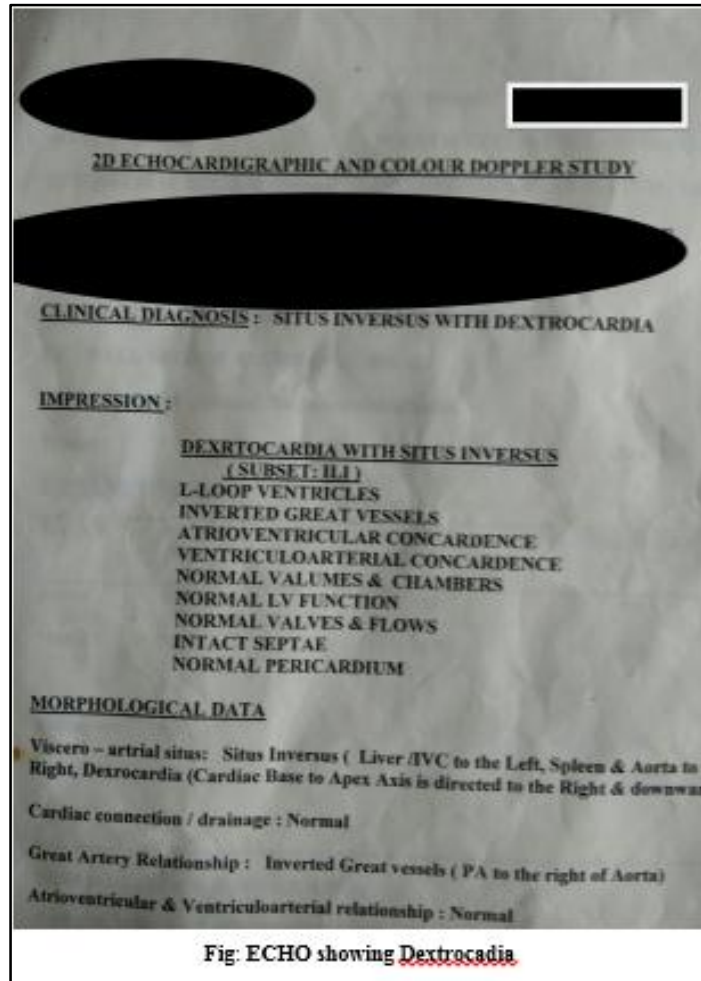 2D ECHOCARDIGRAPHIC AND COLOUR DOPPLER STUDY
CLINICAL DIAGNOSIS : SITUS INVERSUS WITH DEXTROCARDIA
IMPRESSION :
DEXRTOCARDIA WITH SITUS INVERSUS
( SUBSET: ILI )
L-LOOP VENTRICLES
INVERTED GREAT VESSELS
ATRIOVENTRICULAR CONCARDENCE
VENTRICULOARTERIAL CONCARDENCE
NORMAL VALUMES & CHAMBERS
NORMAL LV FUNCTION
NORMAL VALVES & FLOWS
INTACT SEPTAE
NORMAL PERICARDIUM
MORPHOLOGICAL DATA
Viscero – artrial situs: Situs Inversus ( Liver /IVC to the Left, Spleen & Aorta to
Right, Dexrocardia (Cardiac Base to Apex Axis is directed to the Right & downwar
Cardiac connection / drainage : Normal
Great Artery Relationship : Inverted Great vessels ( PA to the right of Aorta)
Atrioventricular & Ventriculoarterial relationship : Normal
Fig: ECHO showing Dextrocadia